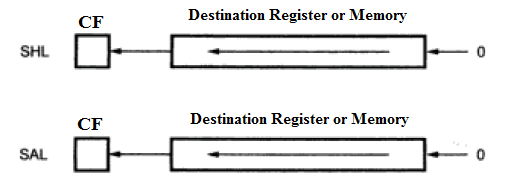 CF Destination Register or Memory
SHL 0
CF Destination Register or Memory
SAL 0